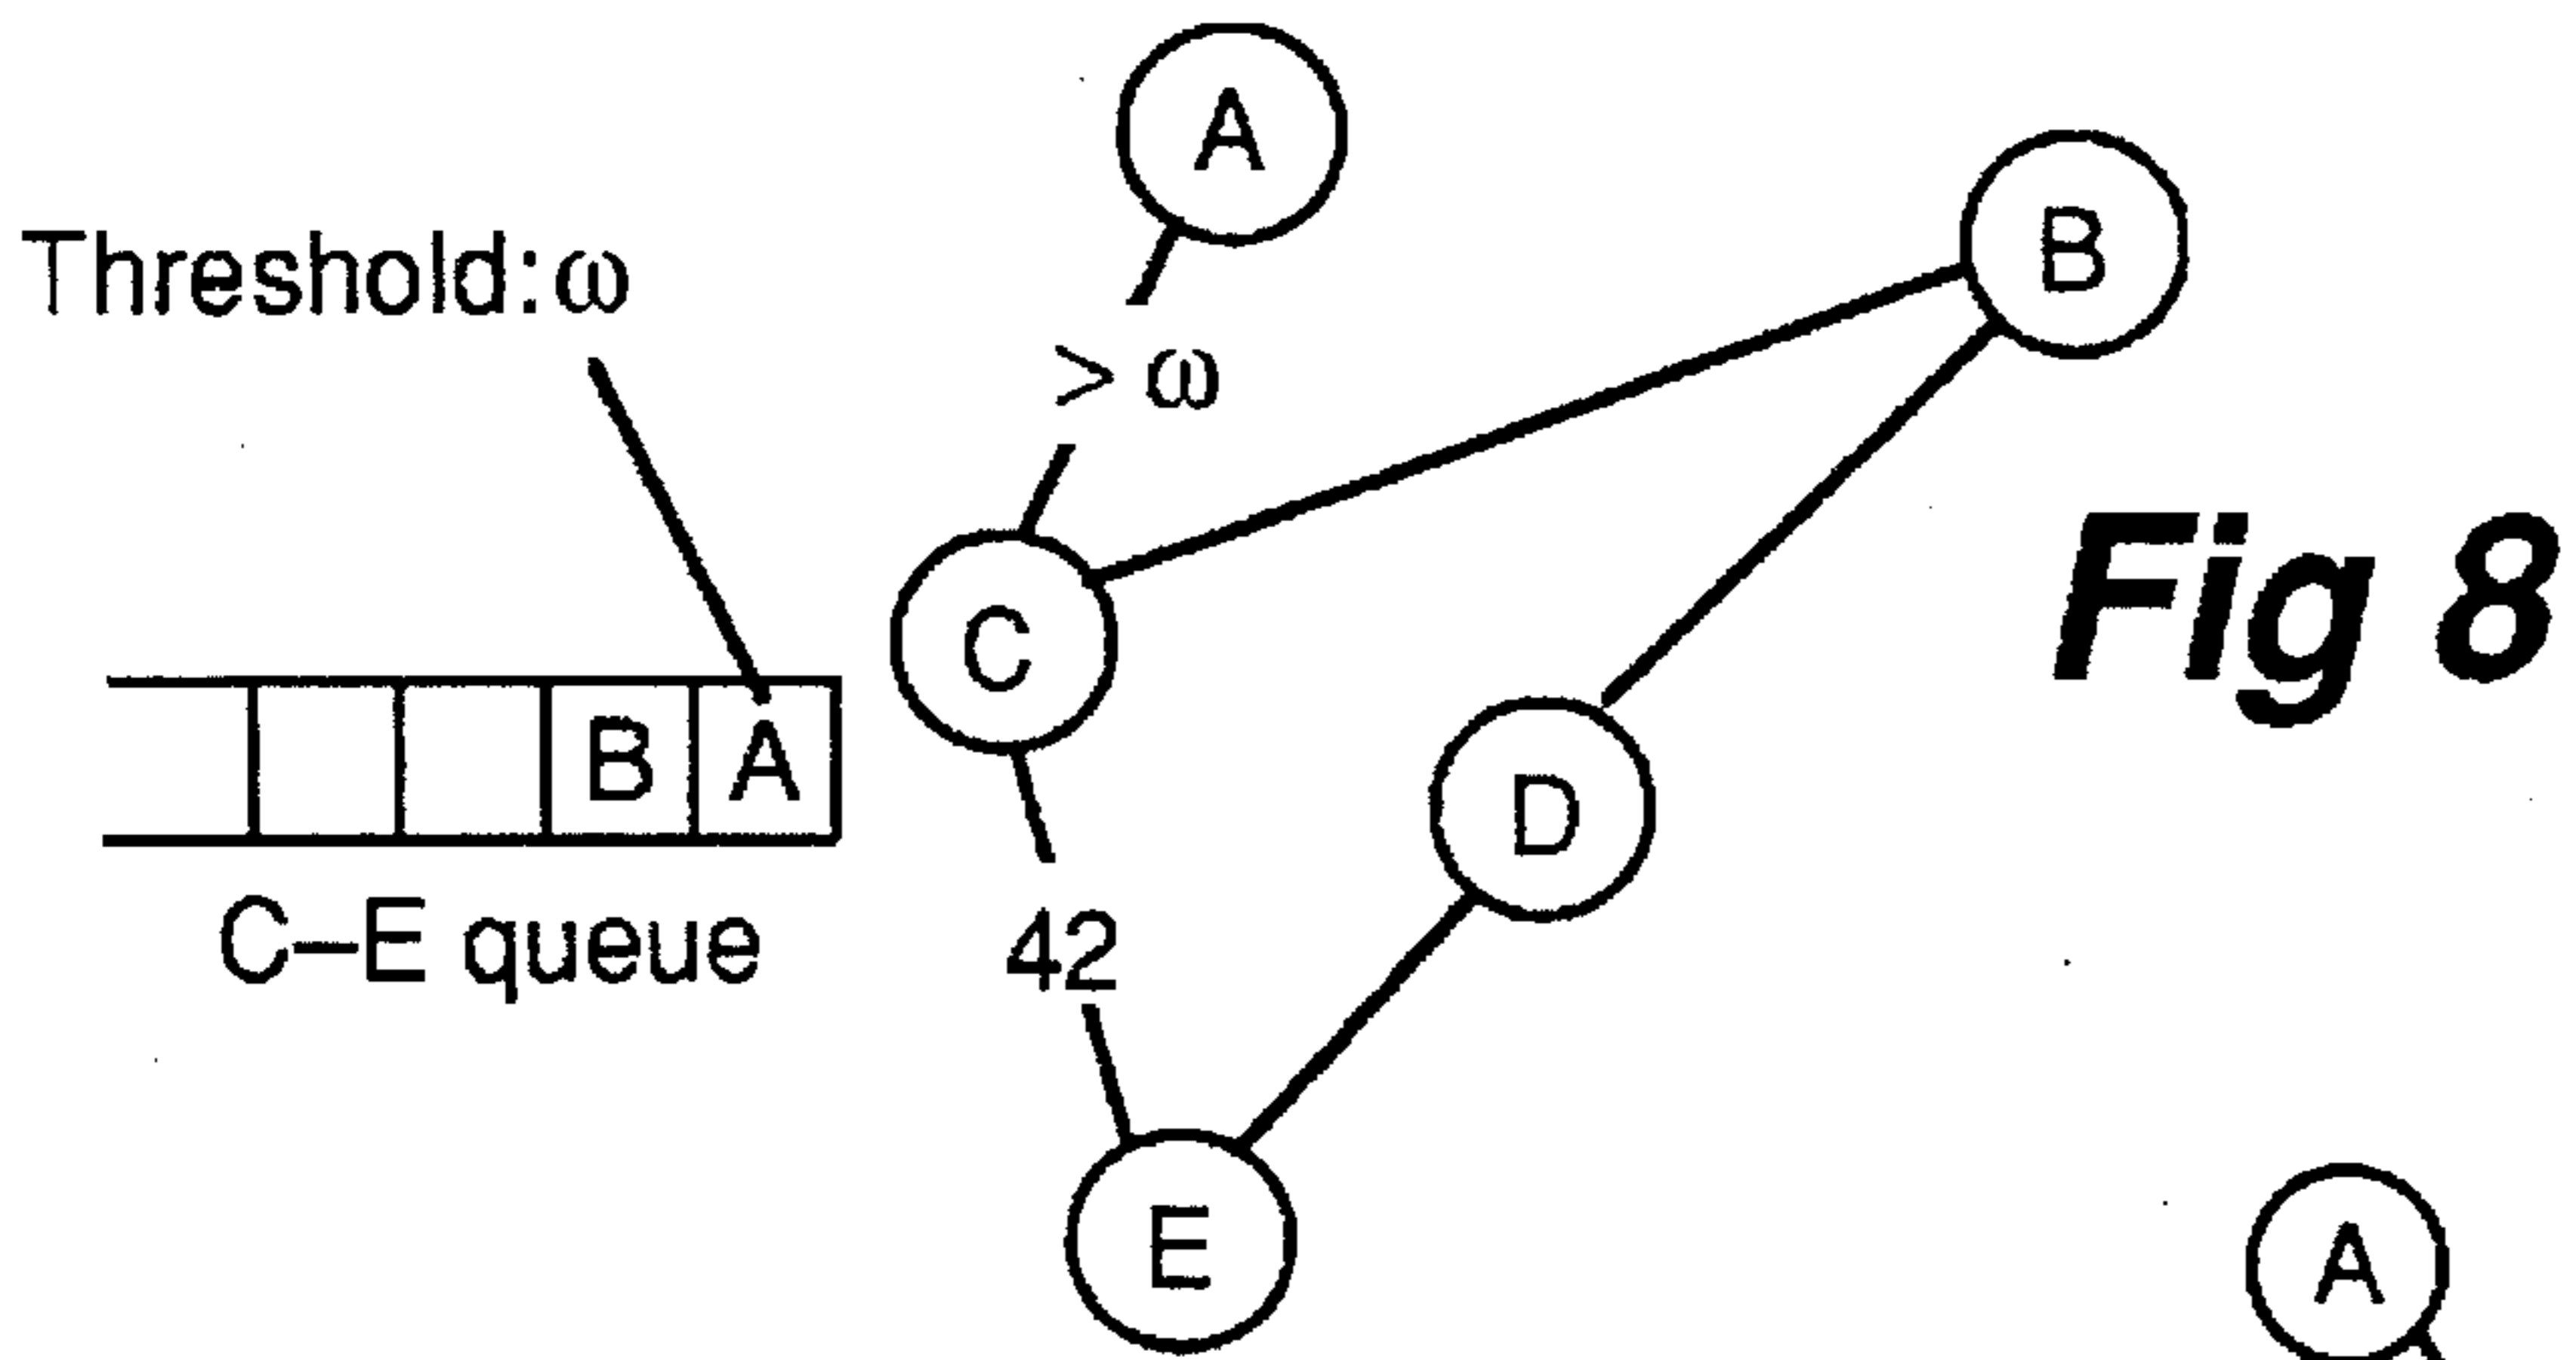 A
B
Threshold:ω
> ω
Fig 8
C
B A
D
C–E queue
42
E
A